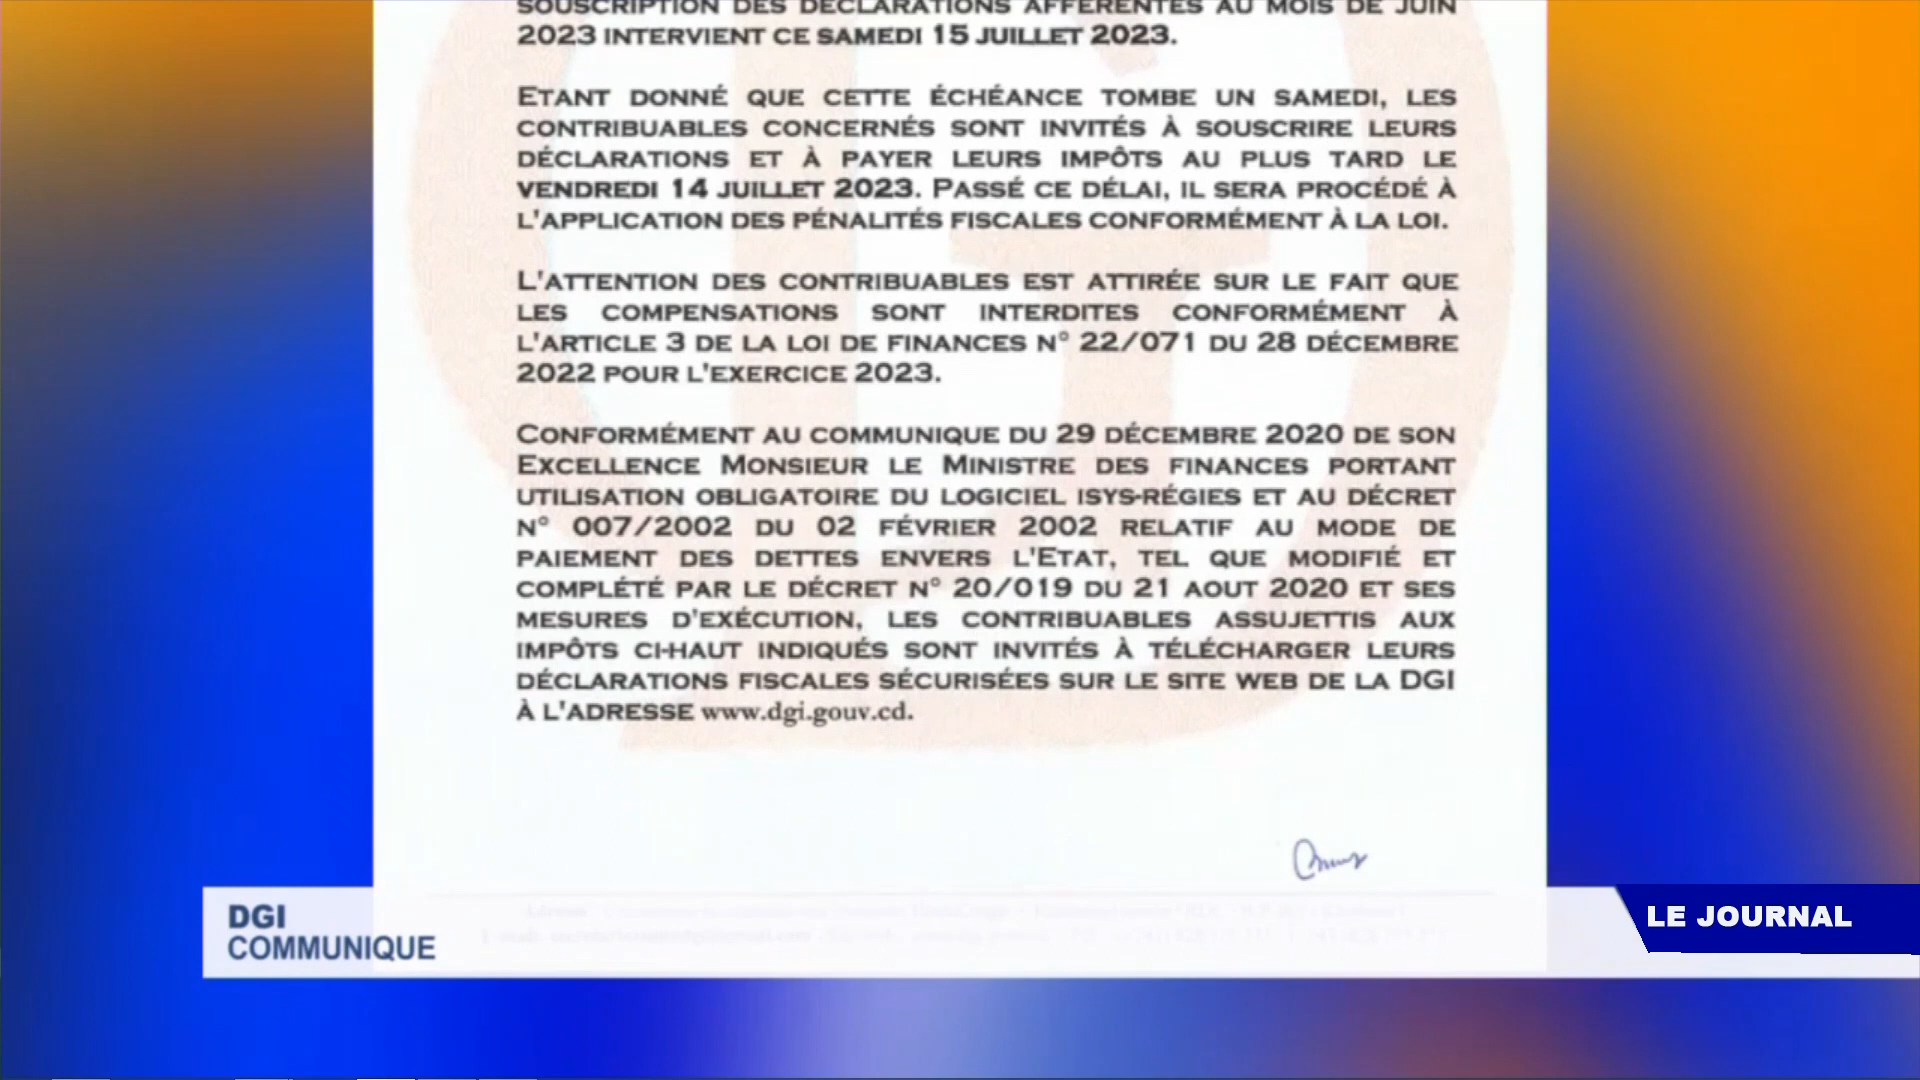 SOUSCRIPTION DES DÉCLARATIONS AFFÉRENTES AU MOIS DE JUIN
2023 INTERVIENT CE SAMEDI 15 JUILLET 2023.
ETANT DONNÉ QUE CETTE ÉCHÉANCE TOMBE UN SAMEDI, LES
CONTRIBUABLES CONCERNÉS SONT INVITÉS À SOUSCRIRE LEURS
DÉCLARATIONS ET À PAYER LEURS IMPÔTS AU PLUS TARD LE
VENDREDI 14 JUILLET 2023. PASSÉ CE DÉLAI, IL SERA PROCÉDÉ À
L'APPLICATION DES PÉNALITÉS FISCALES CONFORMÉMENT À LA LOI.
L'ATTENTION DES CONTRIBUABLES EST ATTIRÉE SUR LE FAIT QUE
LES COMPENSATIONS SONT INTERDITES CONFORMÉMENT À
L'ARTICLE 3 DE LA LOI DE FINANCES N° 22/071 DU 28 DÉCEMBRE
2022 POUR L'EXERCICE 2023.
CONFORMÉMENT AU COMMUNIQUE DU 29 DÉCEMBRE 2020 DE SON
EXCELLENCE MONSIEUR LE MINISTRE DES FINANCES PORTANT
UTILISATION OBLIGATOIRE DU LOGICIEL ISYS-RÉGIES ET AU DÉCRET
N° 007/2002 DU 02 FÉVRIER 2002 RELATIF AU MODE DE
PAIEMENT DES DETTES ENVERS L'ETAT, TEL QUE MODIFIÉ ET
COMPLÉTÉ PAR LE DÉCRET N° 20/019 DU 21 AOUT 2020 ET SES
MESURES D'EXÉCUTION, LES CONTRIBUABLES ASSUJETTIS AUX
IMPÔTS CI-HAUT INDIQUÉS SONT INVITÉS À TÉLÉCHARGER LEURS
DÉCLARATIONS FISCALES SÉCURISÉES SUR LE SITE WEB DE LA DGI
À L'ADRESSE www.dgi.gouv.cd.
DGI
COMMUNIQUE
LE JOURNAL